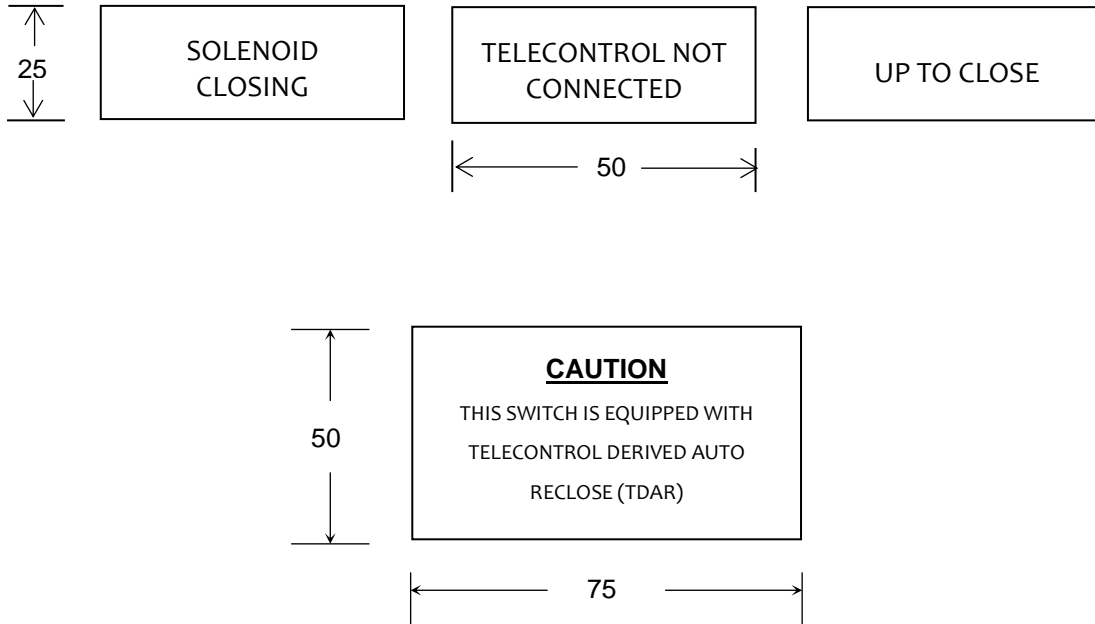 25
SOLENOID
CLOSING
TELECONTROL NOT
CONNECTED
UP TO CLOSE
50
CAUTION
THIS SWITCH IS EQUIPPED WITH
TELECONTROL DERIVED AUTO
RECLOSE (TDAR)
50
75